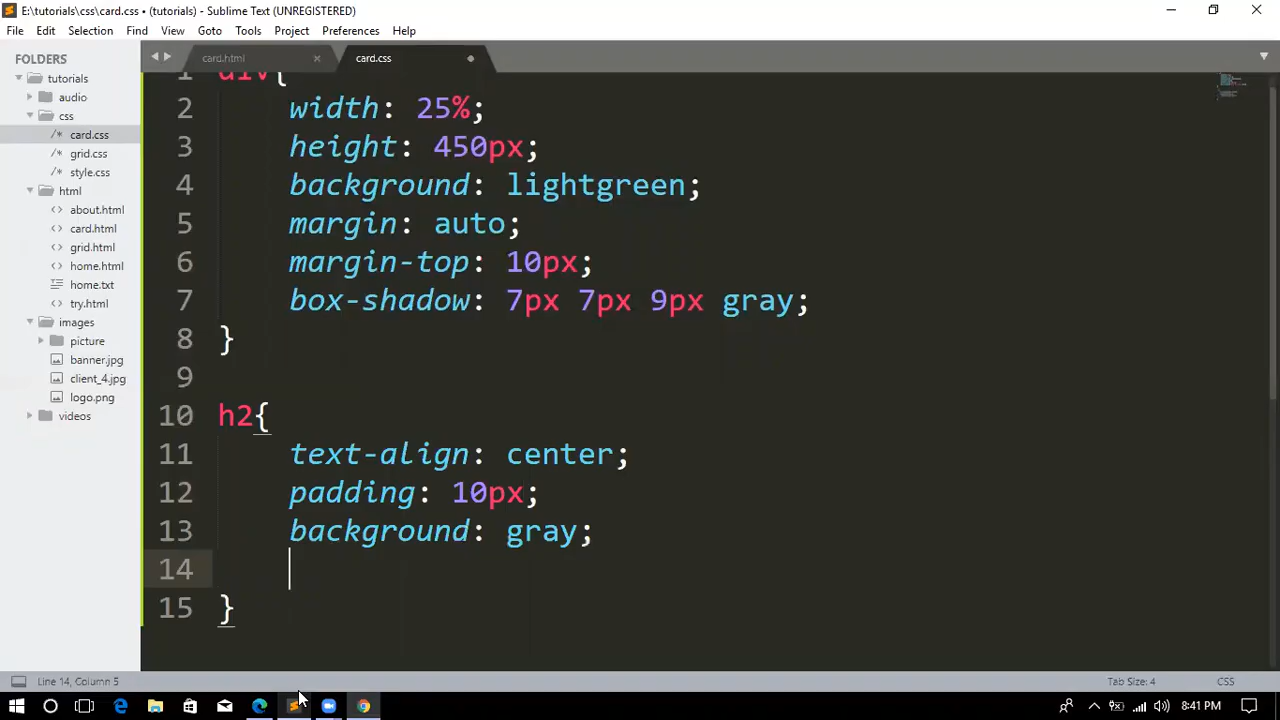 E:\tutorials\css\card.css • (tutorials) - Sublime Text (UNREGISTERED)
File Edit Selection Find View Goto Tools Project Preferences Help
FOLDERS
tutorials
audio
css
/* card.css
/* grid.css
/* style.css
html
<> about.html
<> card.html
<> grid.html
<> home.html
home.txt
<> try.html
images
picture
banner.jpg
client_4.jpg
logo.png
videos
card.html × card.css
1 div{
2 width: 25%;
3 height: 450px;
4 background: lightgreen;
5 margin: auto;
6 margin-top: 10px;
7 box-shadow: 7px 7px 9px gray;
8 }
9
10 h2{
11 text-align: center;
12 padding: 10px;
13 background: gray;
14
15 }
Line 14, Column 5 Tab Size: 4 CSS
8:41 PM